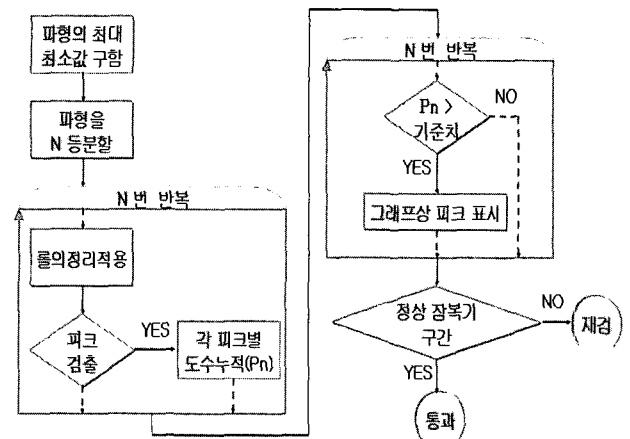 파형의 최대
최소값 구함
파형을
N 등분할
N 번 반복
롤의정리적용
피크
검출
YES
각 피크별
도수누적(Pn)
N 번 반복
Pn >
기준치
NO
YES
그래프상 피크 표시
정상 잠복기
구간
NO
재검
YES
통과